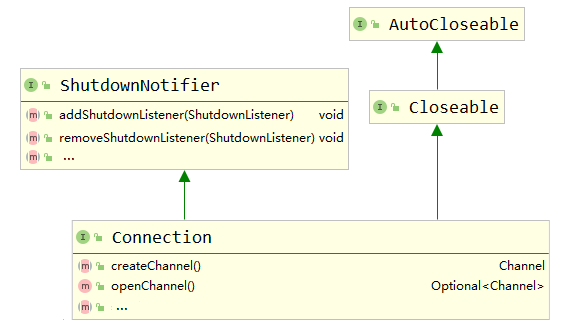 AutoCloseable
ShutdownNotifier
addShutdownListener(ShutdownListener) void
removeShutdownListener(ShutdownListener) void
...
Closeable
Connection
createChannel() Channel
openChannel() Optional<Channel>
...